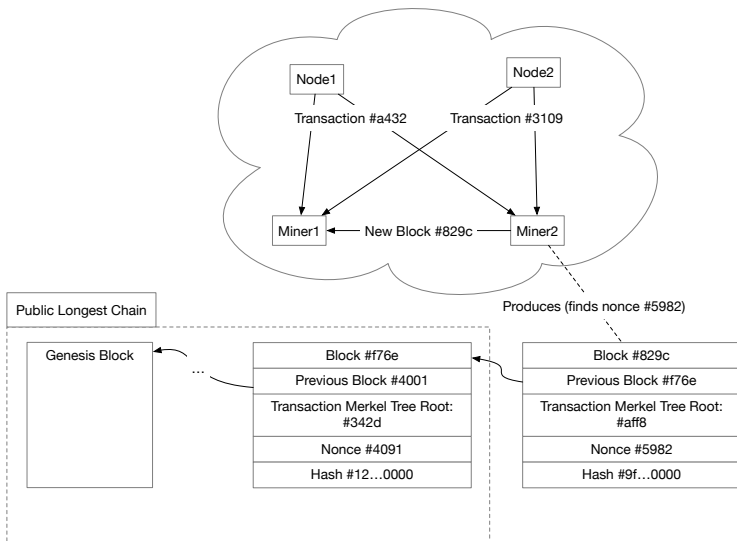 Node1
Node2
Transaction #a432
Transaction #3109
Miner1
New Block #829c
Miner2
Produces (finds nonce #5982)
Public Longest Chain
Genesis Block
...
Block #f76e
Previous Block #4001
Transaction Merkel Tree Root:
#342d
Nonce #4091
Hash #12...0000
Block #829c
Previous Block #f76e
Transaction Merkel Tree Root:
#aff8
Nonce #5982
Hash #9f...0000